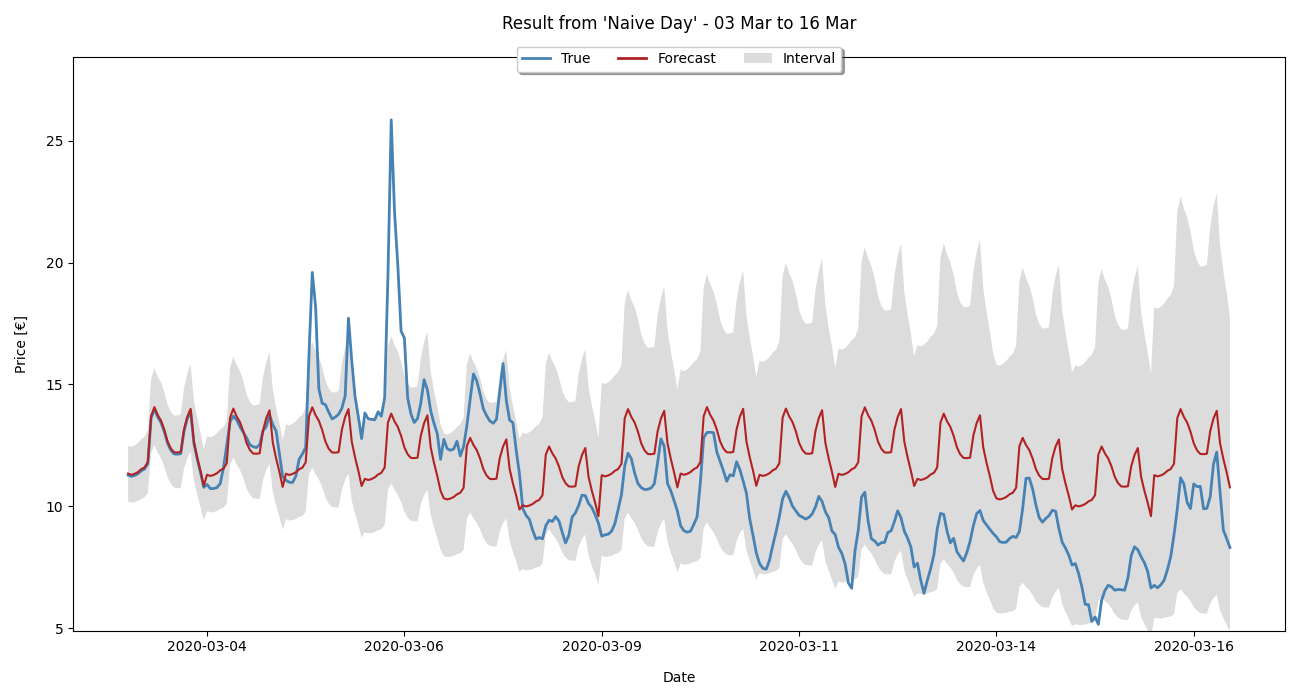 Result from 'Naive Day' - 03 Mar to 16 Mar
True Forecast Interval
Price [€]
25
20
15
10
5
2020-03-04 2020-03-06 2020-03-09 2020-03-11 2020-03-14 2020-03-16
Date